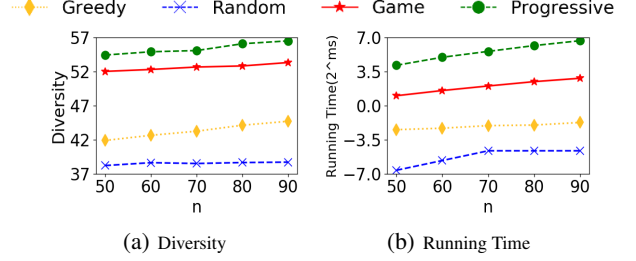 Greedy Random Game Progressive
57
52
47
42
37
Diversity
50 60 70 80 90
n
(a) Diversity
7.0
3.5
0.0
−3.5
−7.0
Running Time(2^ms)
50 60 70 80 90
n
(b) Running Time